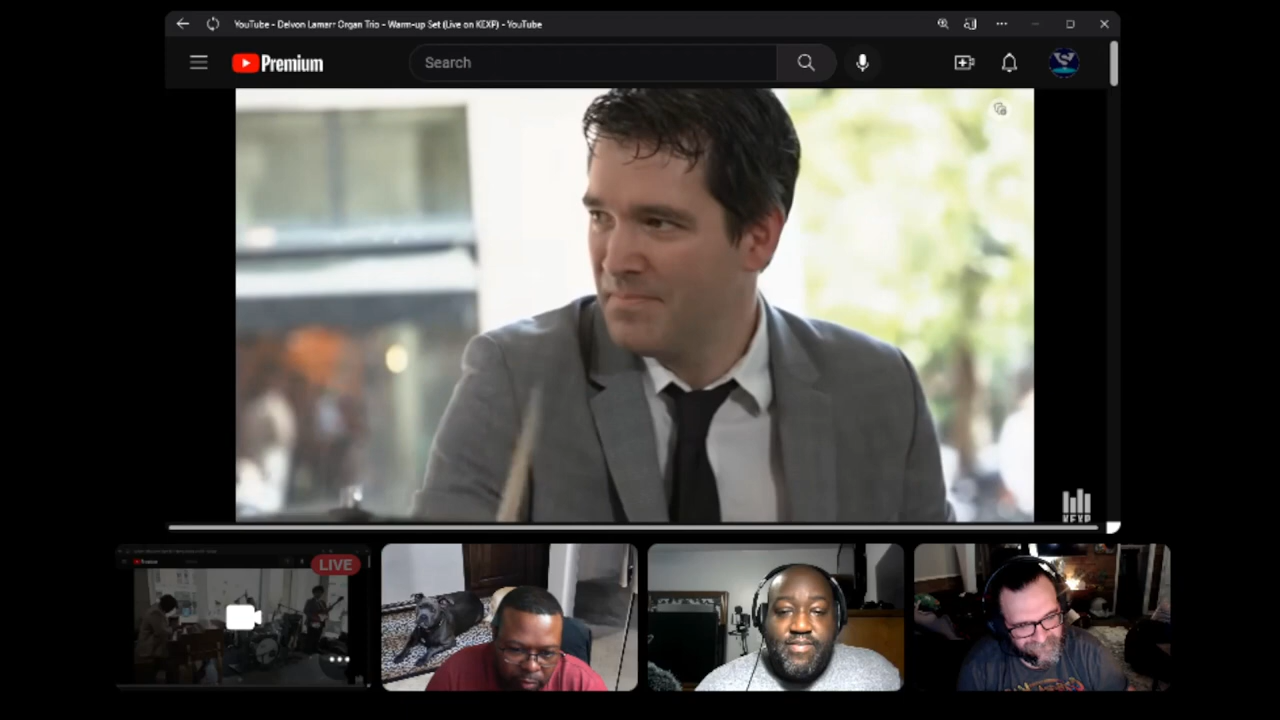 YouTube - Delvon Lamarr Organ Trio - Warm-up Set (Live on KEXP) - YouTube
Premium
Search
KEXP
LIVE